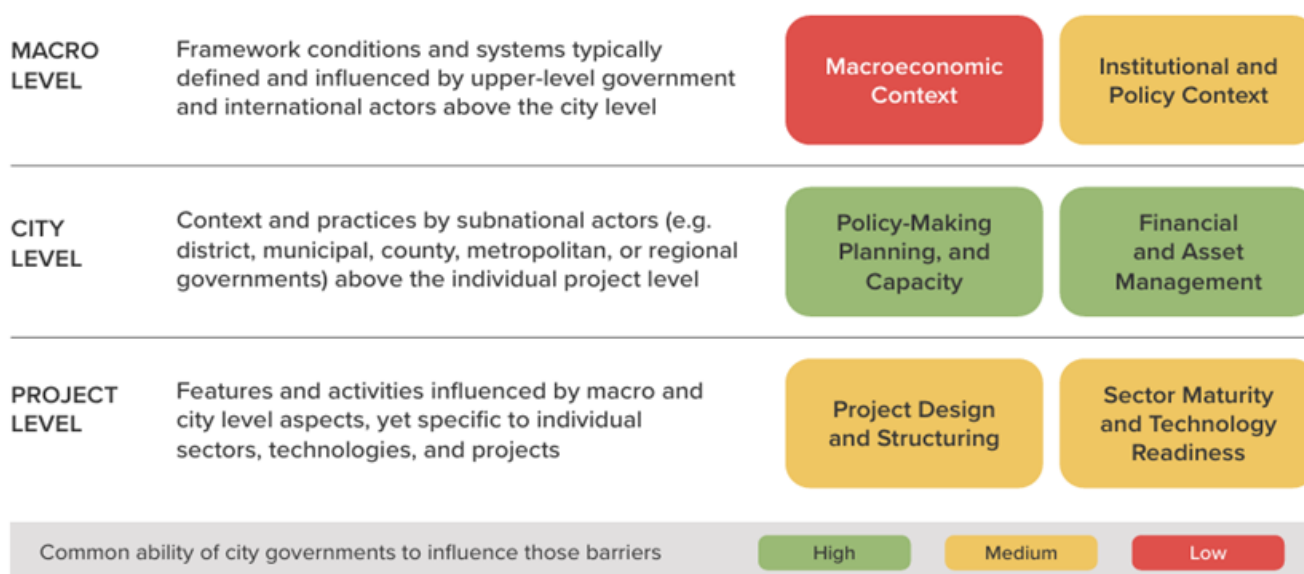 MACRO
LEVEL
Framework conditions and systems typically
defined and influenced by upper-level government
and international actors above the city level
Macroeconomic
Context
Institutional and
Policy Context
CITY
LEVEL
Context and practices by subnational actors (e.g.
district, municipal, county, metropolitan, or regional
governments) above the individual project level
Policy-Making
Planning, and
Capacity
Financial
and Asset
Management
PROJECT
LEVEL
Features and activities influenced by macro and
city level aspects, yet specific to individual
sectors, technologies, and projects
Project Design
and Structuring
Sector Maturity
and Technology
Readiness
Common ability of city governments to influence those barriers
High
Medium
Low